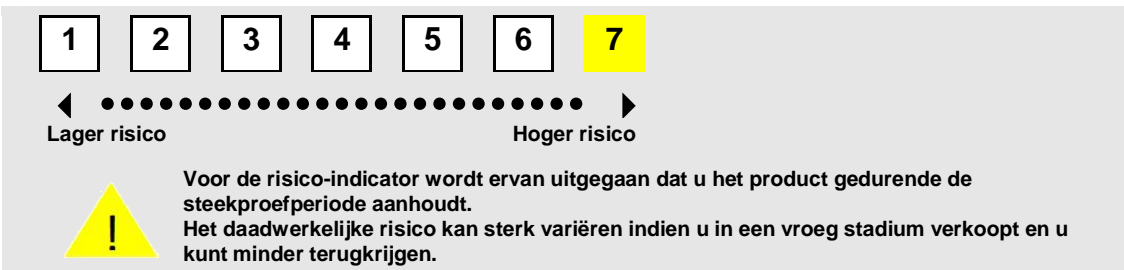 1 2 3 4 5 6 7
Lager risico Hoger risico
Voor de risico-indicator wordt ervan uitgegaan dat u het product gedurende de
steekproefperiode aanhoudt.
!
Het daadwerkelijke risico kan sterk variëren indien u in een vroeg stadium verkoopt en u
kunt minder terugkrijgen.